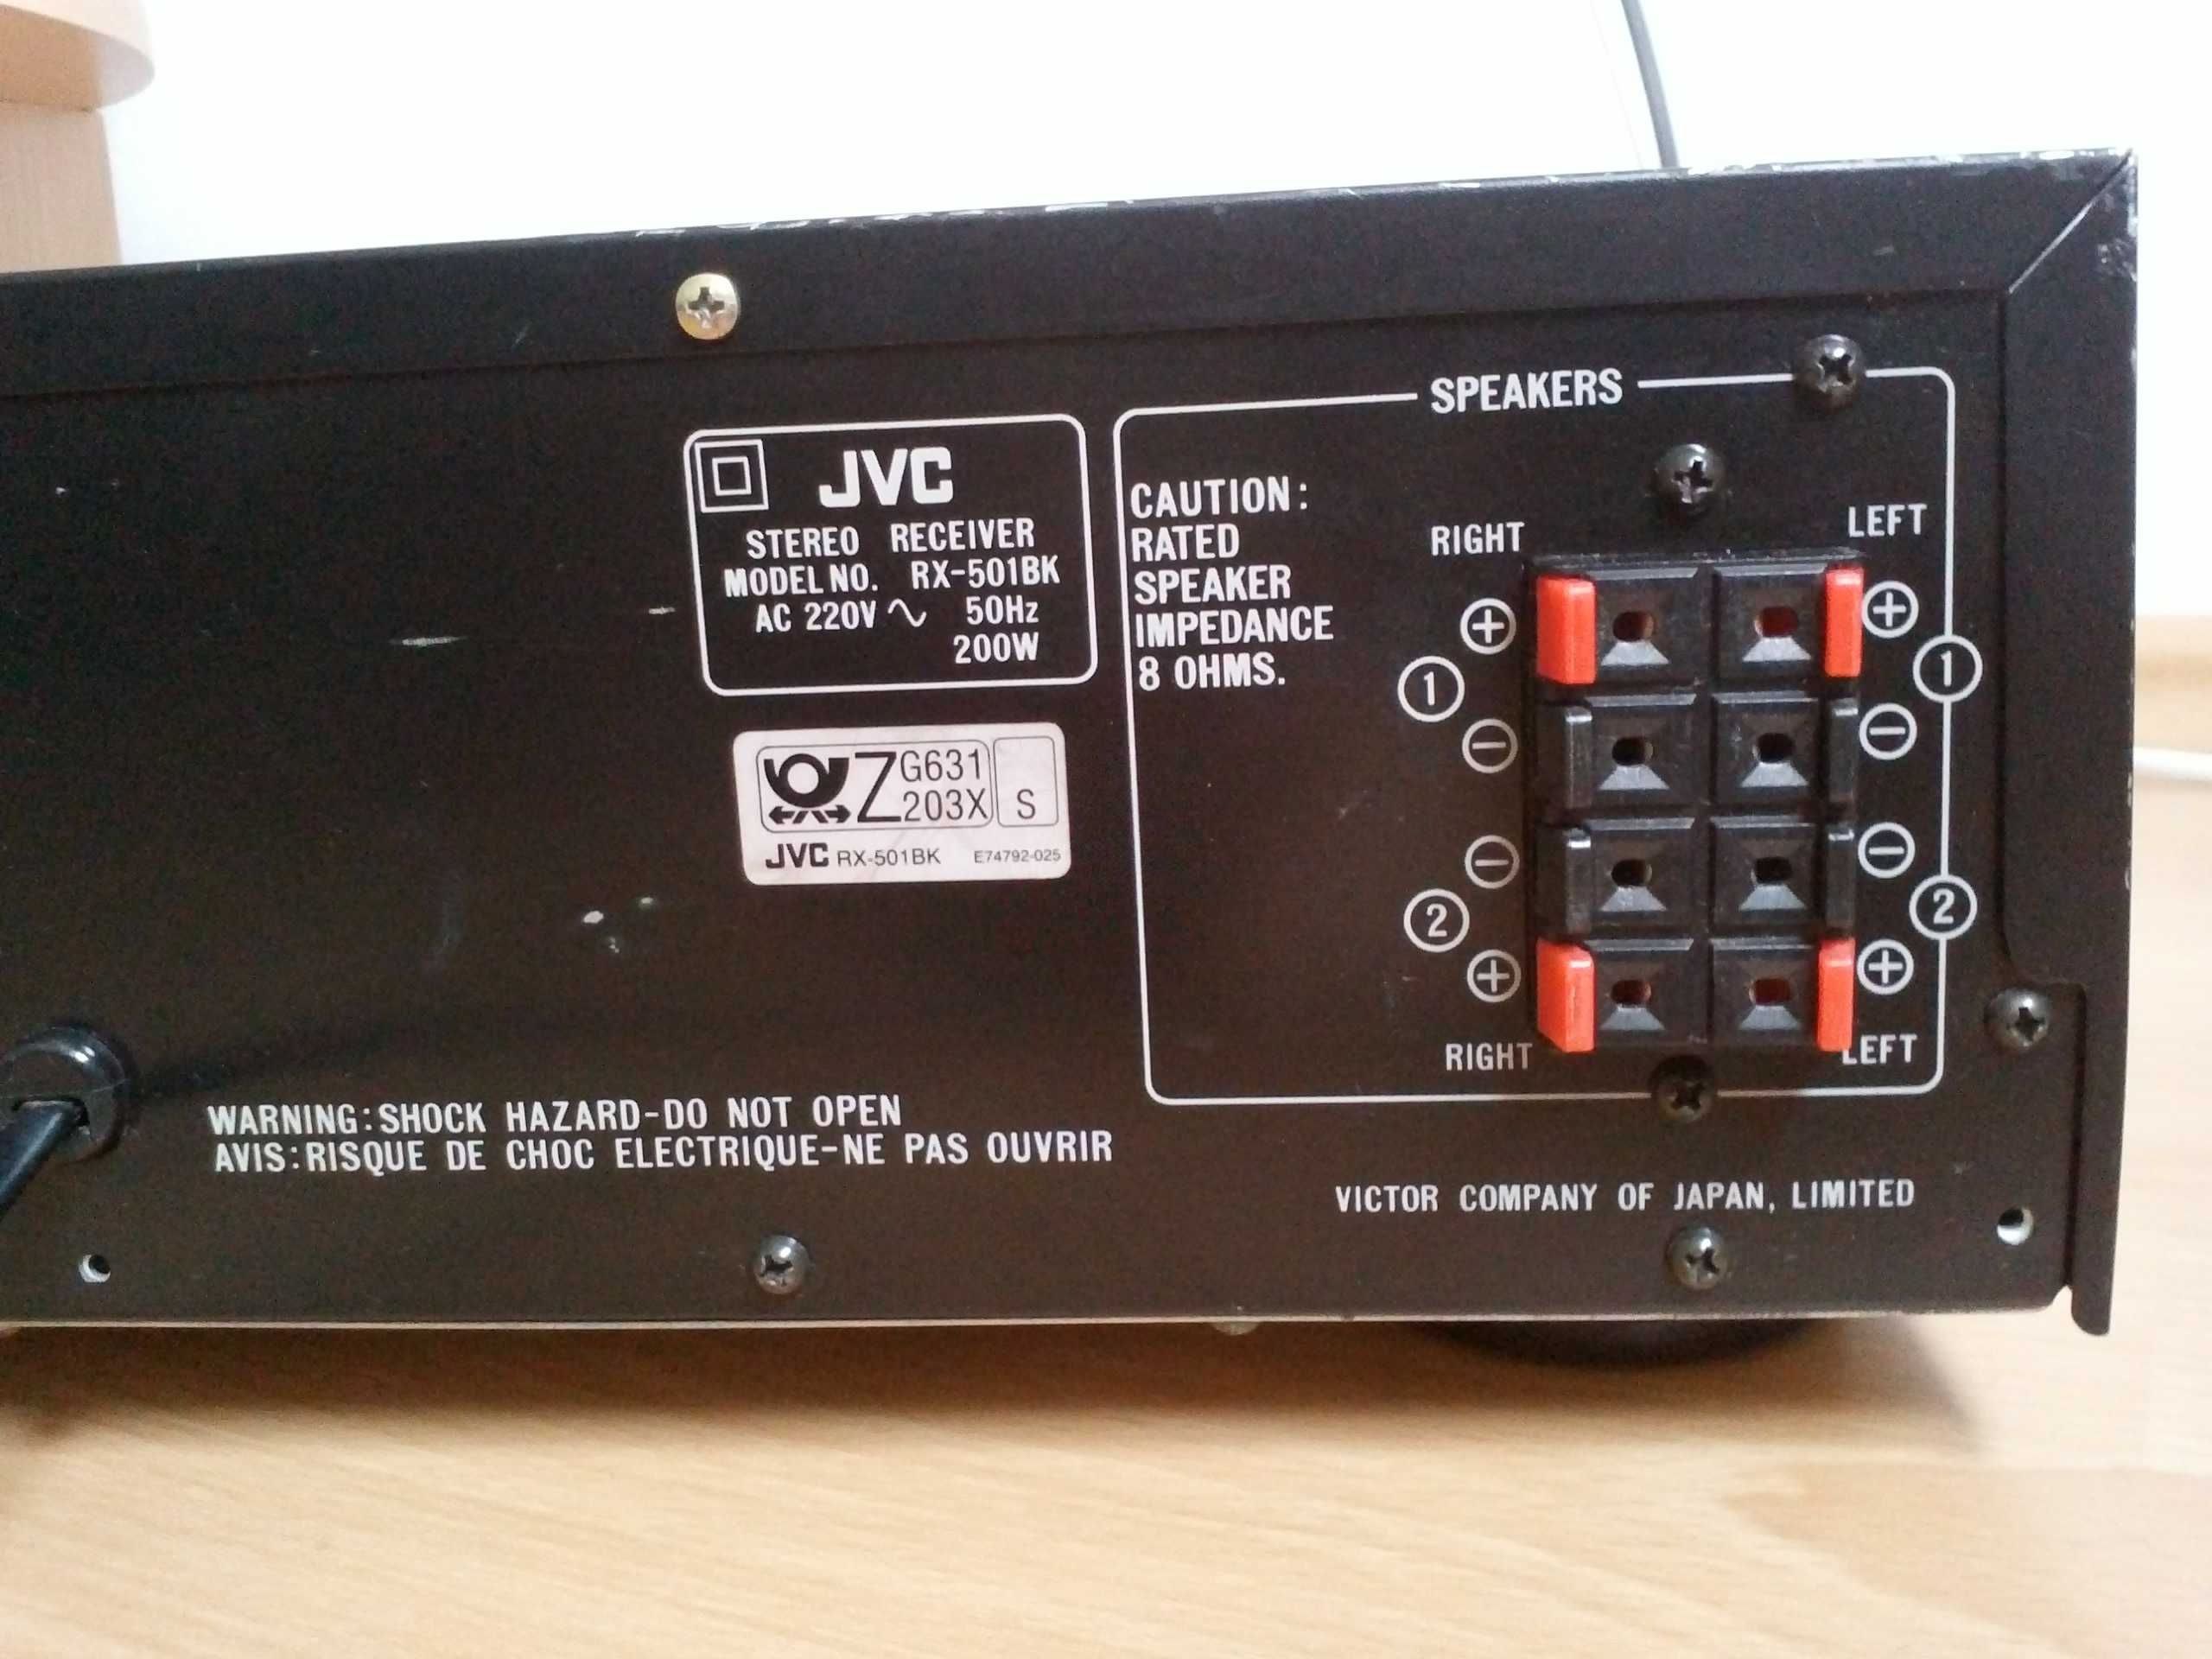 SPEAKERS
JVC
STEREO RECEIVER
MODEL NO. RX-501BK
AC 220V ∿ 50Hz
200W
CAUTION:
RATED
SPEAKER
IMPEDANCE
8 OHMS.
RIGHT
LEFT
+ +
1 1
- -
- -
2 2
+ +
RIGHT
LEFT
Z G631
203X S
JVC RX-501BK E74792-025
WARNING:SHOCK HAZARD-DO NOT OPEN
AVIS:RISQUE DE CHOC ELECTRIQUE-NE PAS OUVRIR
VICTOR COMPANY OF JAPAN, LIMITED